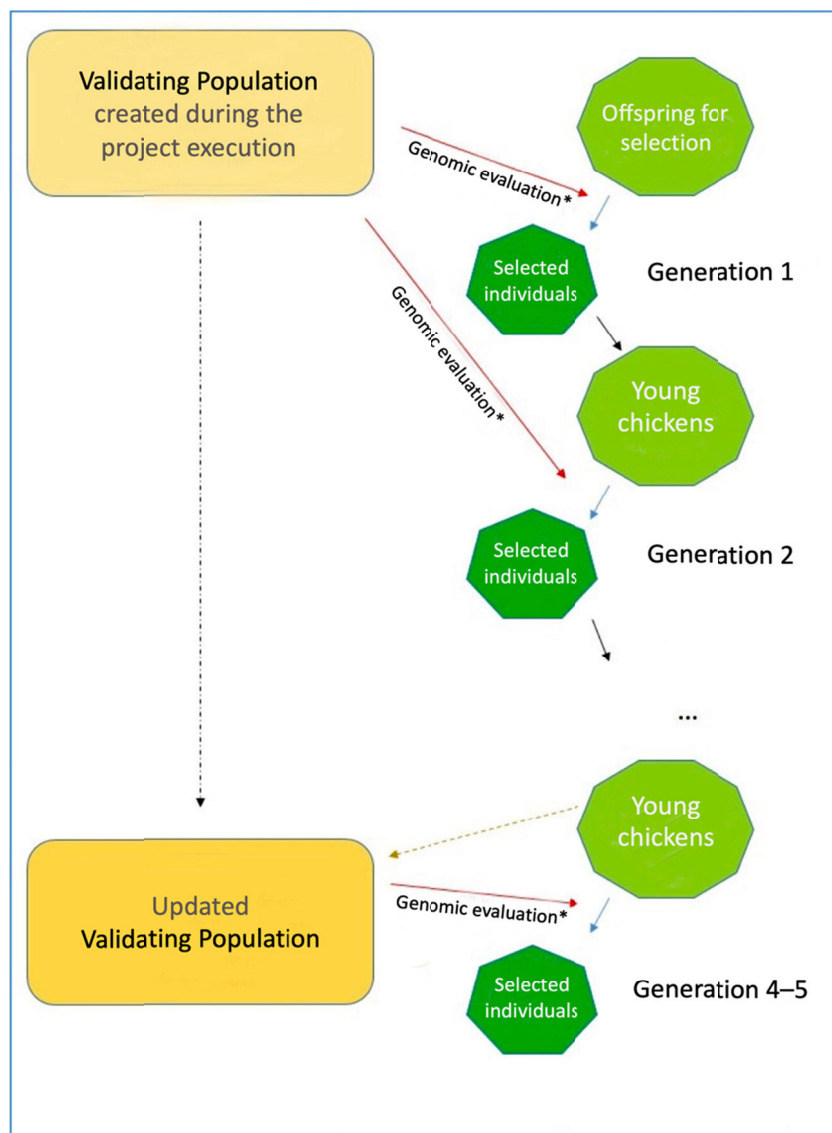 Validating Population
created during the
project execution
Offspring for
selection
Genomic evaluation*
Selected
individuals
Generation 1
Genomic evaluation*
Young
chickens
Selected
individuals
Generation 2
...
Young
chickens
Updated
Validating Population
Genomic evaluation*
Selected
individuals
Generation 4–5